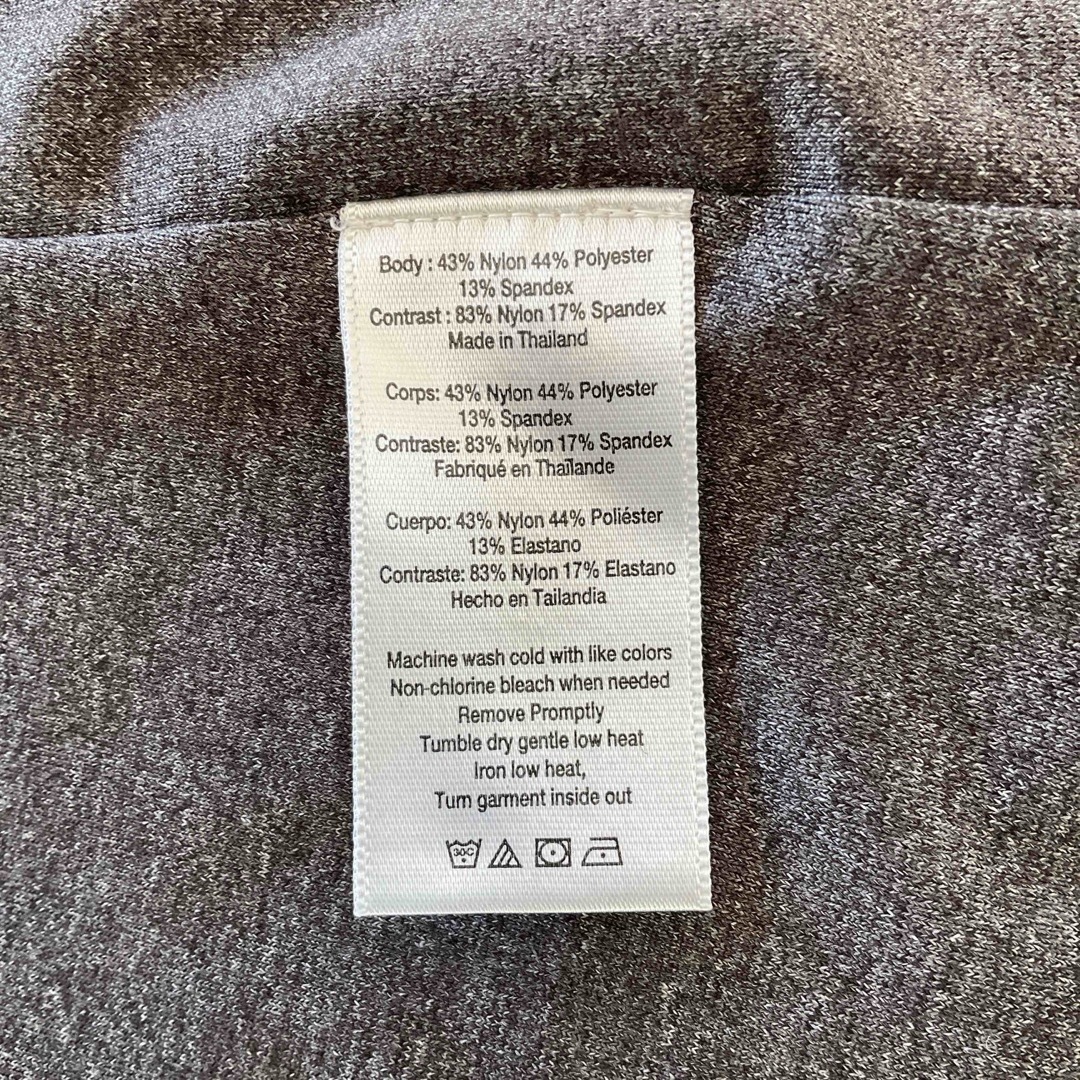 Body : 43% Nylon 44% Polyester
13% Spandex
Contrast : 83% Nylon 17% Spandex
Made in Thailand
Corps: 43% Nylon 44% Polyester
13% Spandex
Contraste: 83% Nylon 17% Spandex
Fabriqué en Thaïlande
Cuerpo: 43% Nylon 44% Poliéster
13% Elastano
Contraste: 83% Nylon 17% Elastano
Hecho en Tailandia
Machine wash cold with like colors
Non-chlorine bleach when needed
Remove Promptly
Tumble dry gentle low heat
Iron low heat,
Turn garment inside out
30C